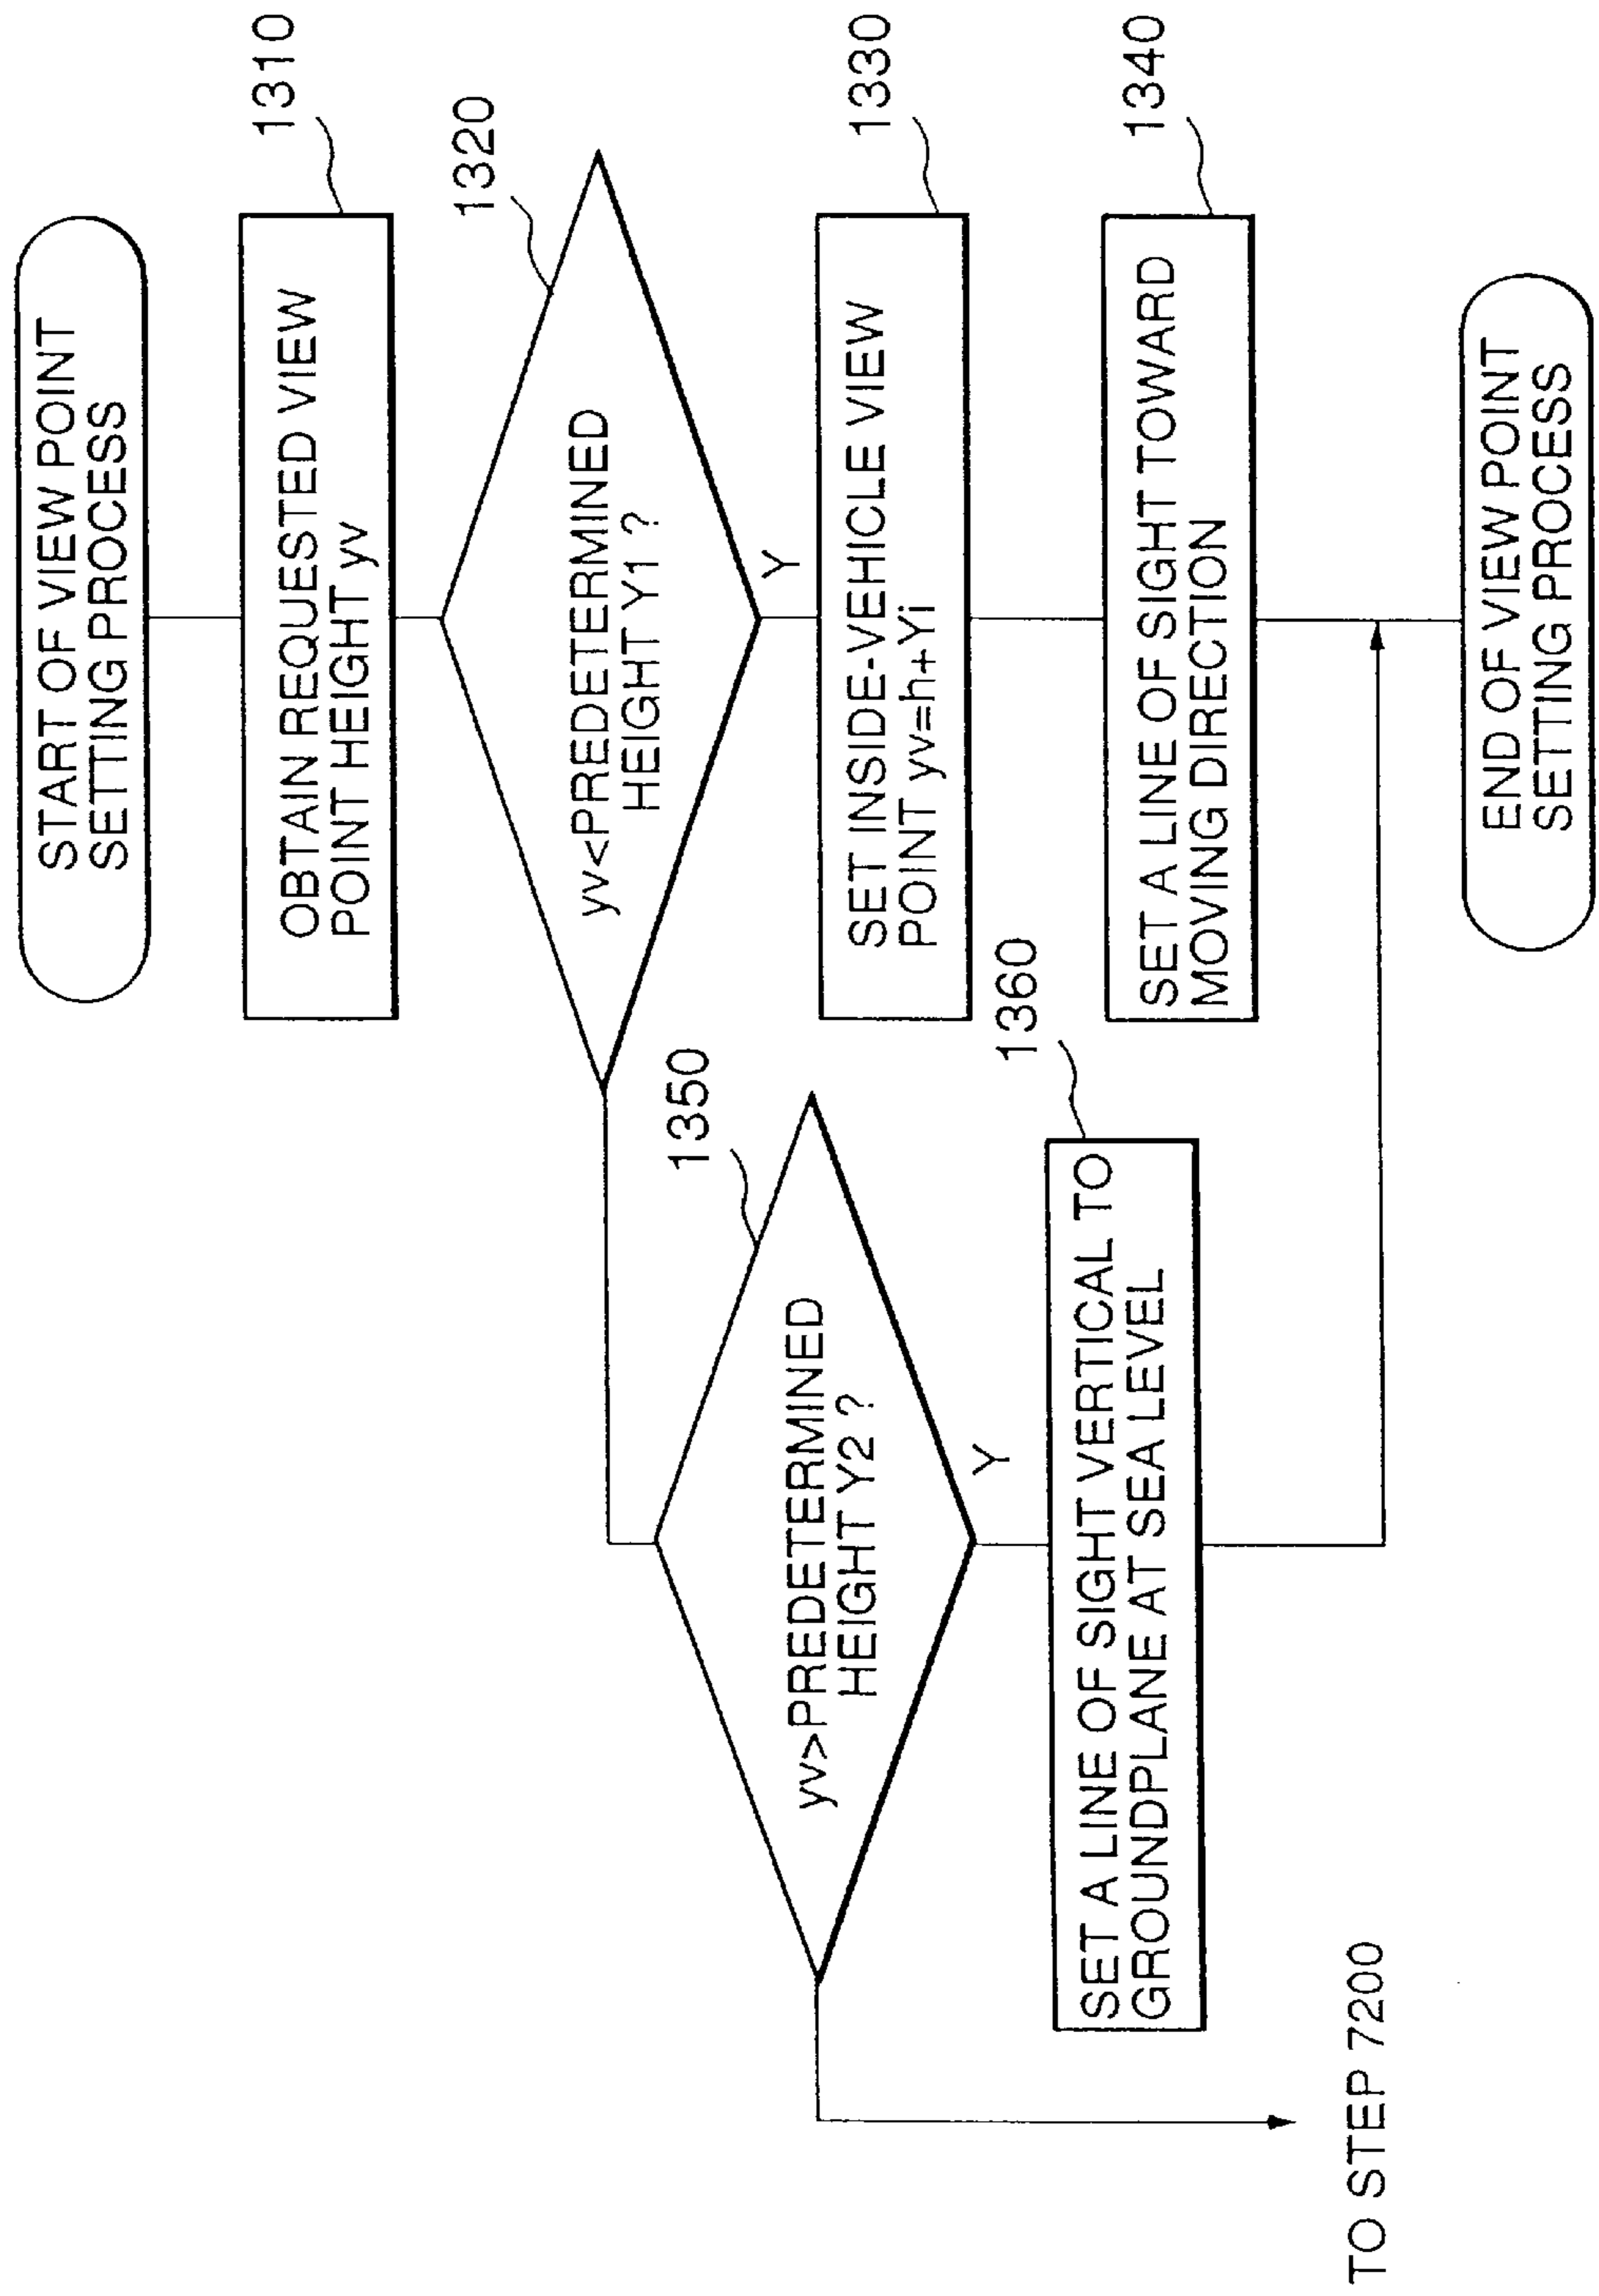 START OF VIEW POINT
SETTING PROCESS
1310
OBTAIN REQUESTED VIEW
POINT HEIGHT yv
1320
yv<PREDETERMINED
HEIGHT Y1 ?
Y
1330
SET INSIDE-VEHICLE VIEW
POINT yv=h+Yi
1340
SET A LINE OF SIGHT TOWARD
MOVING DIRECTION
1350
yv>PREDETERMINED
HEIGHT Y2 ?
Y
1360
SET A LINE OF SIGHT VERTICAL TO
GROUNDPLANE AT SEA LEVEL
TO STEP 7200
END OF VIEW POINT
SETTING PROCESS